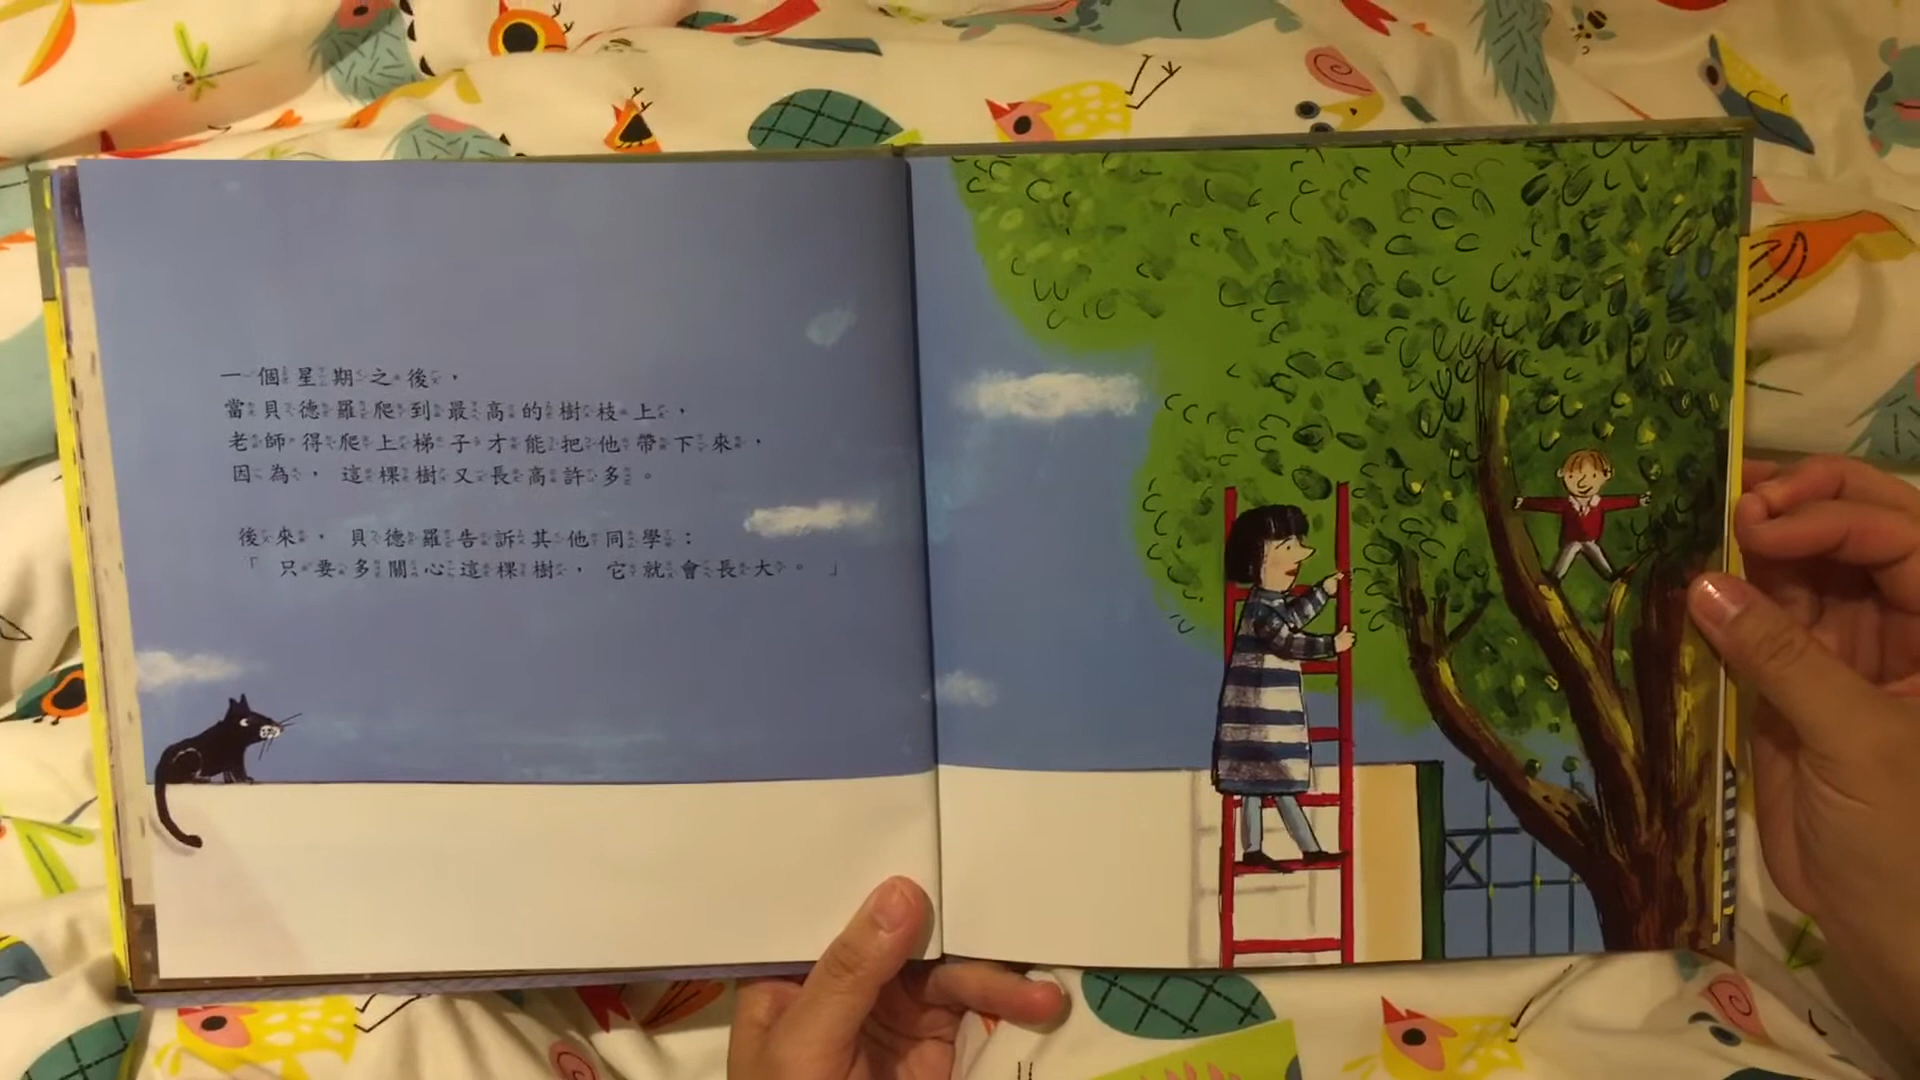 一個星期之後，
當貝德羅爬到最高的樹枝上，
老師得爬上梯子才能把他帶下來，
因為，這棵樹又長高許多。
後來，貝德羅告訴其他同學：
「只要多關心這棵樹，它就會長大。」